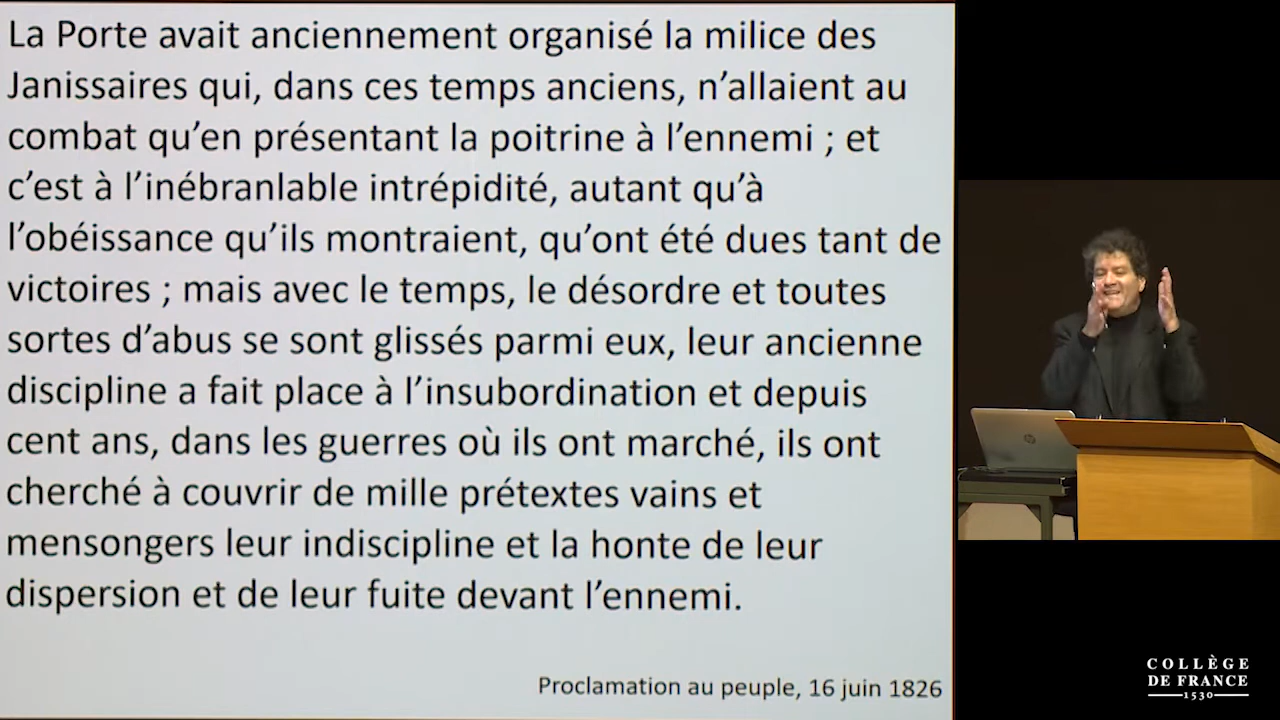 La Porte avait anciennement organisé la milice des
Janissaires qui, dans ces temps anciens, n’allaient au
combat qu’en présentant la poitrine à l’ennemi ; et
c’est à l’inébranlable intrépidité, autant qu’à
l’obéissance qu’ils montraient, qu’ont été dues tant de
victoires ; mais avec le temps, le désordre et toutes
sortes d’abus se sont glissés parmi eux, leur ancienne
discipline a fait place à l’insubordination et depuis
cent ans, dans les guerres où ils ont marché, ils ont
cherché à couvrir de mille prétextes vains et
mensongers leur indiscipline et la honte de leur
dispersion et de leur fuite devant l’ennemi.
Proclamation au peuple, 16 juin 1826
COLLÈGE
DE FRANCE
1530